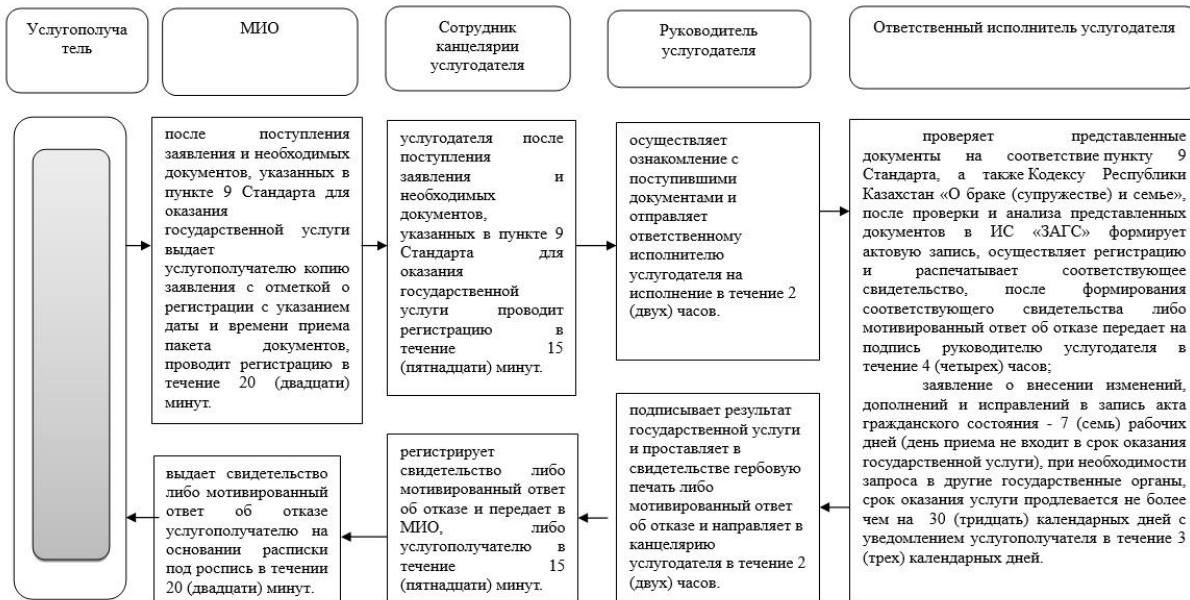 Услугополуча
тель
МИО
Сотрудник
канцелярии
услугодателя
Руководитель
услугодателя
Ответственный исполнитель услугодателя
после поступления
заявления и необходимых
документов, указанных в
пункте 9 Стандарта для
оказания
государственной услуги
выдает
услугополучателю копию
заявления с отметкой о
регистрации с указанием
даты и времени приема
пакета документов,
проводит регистрацию в
течение 20 (двадцати)
минут.
услугодателя после
поступления
заявления и
необходимых
документов,
указанных в пункте 9
Стандарта для
оказания
государственной
услуги проводит
регистрацию в
течение 15
(пятнадцати) минут.
осуществляет
ознакомление с
поступившими
документами и
отправляет
ответственному
исполнителю
услугодателя на
исполнение в течение 2
(двух) часов.
проверяет представленные
документы на соответствие пункту 9
Стандарта, а также Кодексу Республики
Казахстан «О браке (супружестве) и семье»,
после проверки и анализа представленных
документов в ИС «ЗАГС» формирует
актовую запись, осуществляет регистрацию
и распечатывает соответствующее
свидетельство, после формирования
соответствующего свидетельства либо
мотивированный ответ об отказе передает на
подпись руководителю услугодателя в
течение 4 (четырех) часов;
заявление о внесении изменений,
дополнений и исправлений в запись акта
гражданского состояния - 7 (семь) рабочих
дней (день приема не входит в срок оказания
государственной услуги), при необходимости
запроса в другие государственные органы,
срок оказания услуги продлевается не более
чем на 30 (тридцать) календарных дней с
уведомлением услугополучателя в течение 3
(трех) календарных дней.
подписывает результат
государственной услуги
и проставляет в
свидетельстве гербовую
печать либо
мотивированный ответ
об отказе и направляет в
канцелярию
услугодателя в течение 2
(двух) часов.
регистрирует
свидетельство либо
мотивированный ответ
об отказе и передает в
МИО, либо
услугополучателю в
течение 15
(пятнадцати) минут.
выдает свидетельство
либо мотивированный
ответ об отказе
услугополучателю на
основании расписки
под роспись в течении
20 (двадцати) минут.